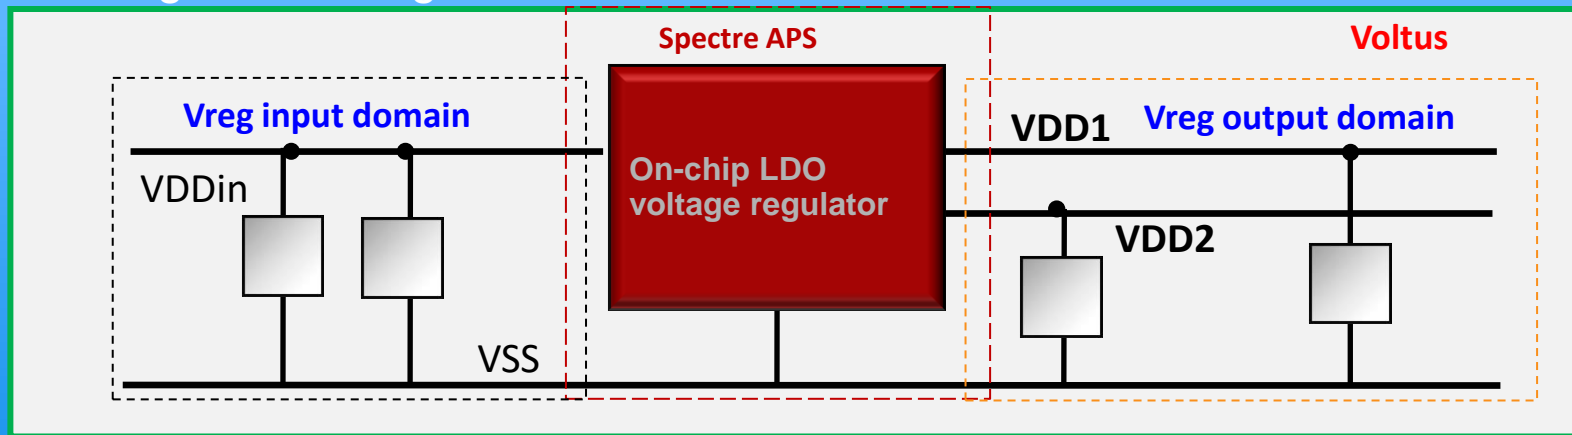 Spectre APS
Voltus
Vreg input domain
VDD1
Vreg output domain
On-chip LDO
voltage regulator
VDDin
VDD2
VSS